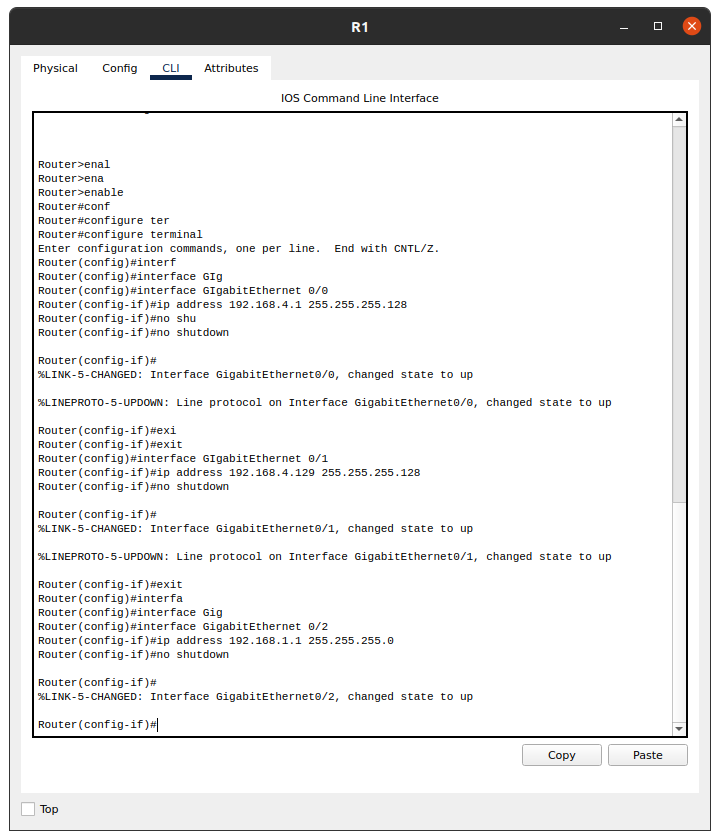 R1
Physical Config CLI Attributes
IOS Command Line Interface
Router>enal
Router>ena
Router>enable
Router#conf
Router#configure ter
Router#configure terminal
Enter configuration commands, one per line.  End with CNTL/Z.
Router(config)#interf
Router(config)#interface GIg
Router(config)#interface GIgabitEthernet 0/0
Router(config-if)#ip address 192.168.4.1 255.255.255.128
Router(config-if)#no shu
Router(config-if)#no shutdown
Router(config-if)#
%LINK-5-CHANGED: Interface GigabitEthernet0/0, changed state to up
%LINEPROTO-5-UPDOWN: Line protocol on Interface GigabitEthernet0/0, changed state to up
Router(config-if)#exi
Router(config-if)#exit
Router(config)#interface GIgabitEthernet 0/1
Router(config-if)#ip address 192.168.4.129 255.255.255.128
Router(config-if)#no shutdown
Router(config-if)#
%LINK-5-CHANGED: Interface GigabitEthernet0/1, changed state to up
%LINEPROTO-5-UPDOWN: Line protocol on Interface GigabitEthernet0/1, changed state to up
Router(config-if)#exit
Router(config)#interfa
Router(config)#interface Gig
Router(config)#interface GigabitEthernet 0/2
Router(config-if)#ip address 192.168.1.1 255.255.255.0
Router(config-if)#no shutdown
Router(config-if)#
%LINK-5-CHANGED: Interface GigabitEthernet0/2, changed state to up
Router(config-if)#
Copy Paste
Top